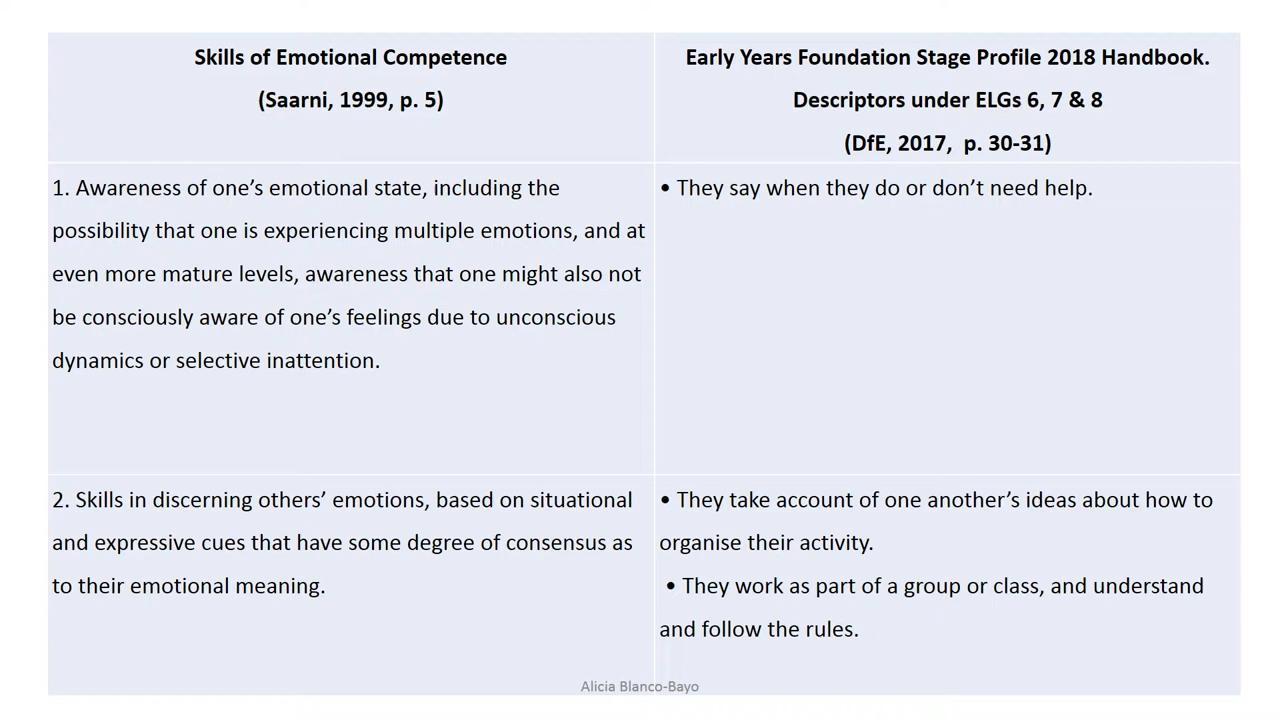 Skills of Emotional Competence
(Saarni, 1999, p. 5)
Early Years Foundation Stage Profile 2018 Handbook.
Descriptors under ELGs 6, 7 & 8
(DfE, 2017,  p. 30-31)
1. Awareness of one’s emotional state, including the
possibility that one is experiencing multiple emotions, and at
even more mature levels, awareness that one might also not
be consciously aware of one’s feelings due to unconscious
dynamics or selective inattention.
• They say when they do or don’t need help.
2. Skills in discerning others’ emotions, based on situational
and expressive cues that have some degree of consensus as
to their emotional meaning.
• They take account of one another’s ideas about how to
organise their activity.
• They work as part of a group or class, and understand
and follow the rules.
Alicia Blanco-Bayo